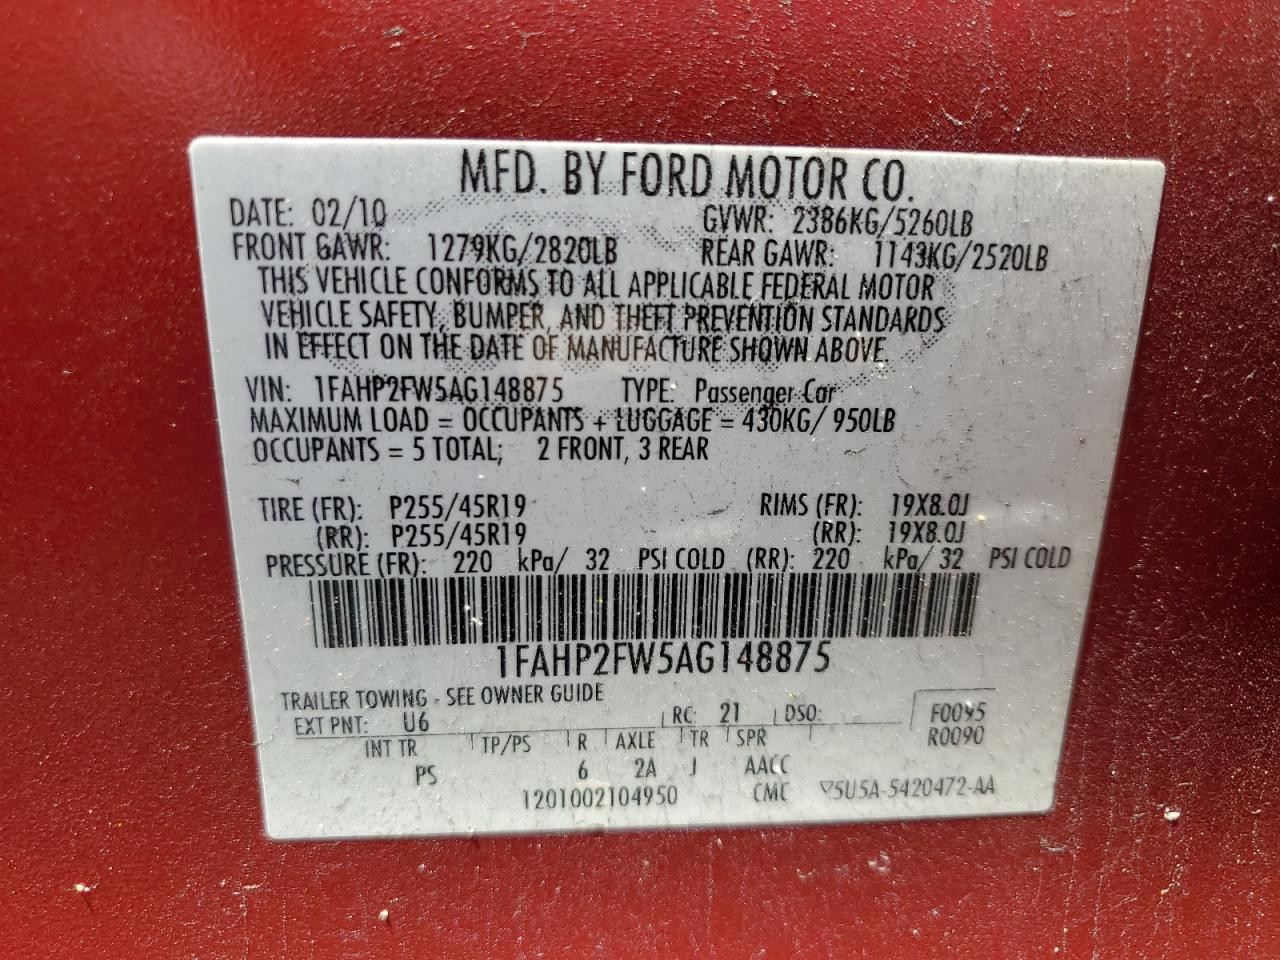 MFD. BY FORD MOTOR CO.
DATE: 02/10 GVWR: 2386KG/5260LB
FRONT GAWR: 1279KG/2820LB REAR GAWR: 1143KG/2520LB
THIS VEHICLE CONFORMS TO ALL APPLICABLE FEDERAL MOTOR
VEHICLE SAFETY, BUMPER, AND THEFT PREVENTION STANDARDS
IN EFFECT ON THE DATE OF MANUFACTURE SHOWN ABOVE.
VIN: 1FAHP2FW5AG148875 TYPE: Passenger Car
MAXIMUM LOAD = OCCUPANTS + LUGGAGE = 430KG/ 950LB
OCCUPANTS = 5 TOTAL; 2 FRONT, 3 REAR
TIRE (FR): P255/45R19 RIMS (FR): 19X8.0J
(RR): P255/45R19 (RR): 19X8.0J
PRESSURE (FR): 220 kPa/ 32 PSI COLD (RR): 220 kPa/ 32 PSI COLD
1FAHP2FW5AG148875
TRAILER TOWING - SEE OWNER GUIDE
EXT PNT: U6 RC: 21 DSO: F0095
INT TR TP/PS R AXLE TR SPR R0090
PS 6 2A J AACC
1201002104950 CMC ▽5U5A-5420472-AA